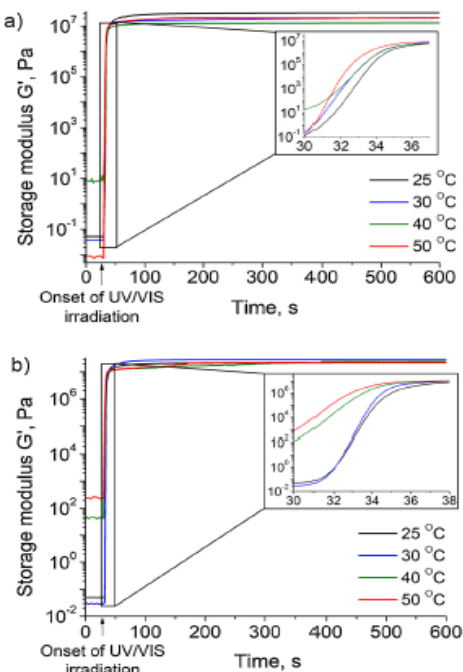 a)
Storage modulus G', Pa
10^7
10^5
10^3
10^1
10^-1
10^7
10^5
10^3
10^1
10^-1
30 32 34 36
25 °C
30 °C
40 °C
50 °C
0 100 200 300 400 500 600
Onset of UV/VIS
irradiation
Time, s
b)
Storage modulus G', Pa
10^6
10^4
10^2
10^0
10^-2
10^6
10^4
10^2
10^0
10^-2
30 32 34 36 38
25 °C
30 °C
40 °C
50 °C
0 100 200 300 400 500 600
Onset of UV/VIS
irradiation
Time, s